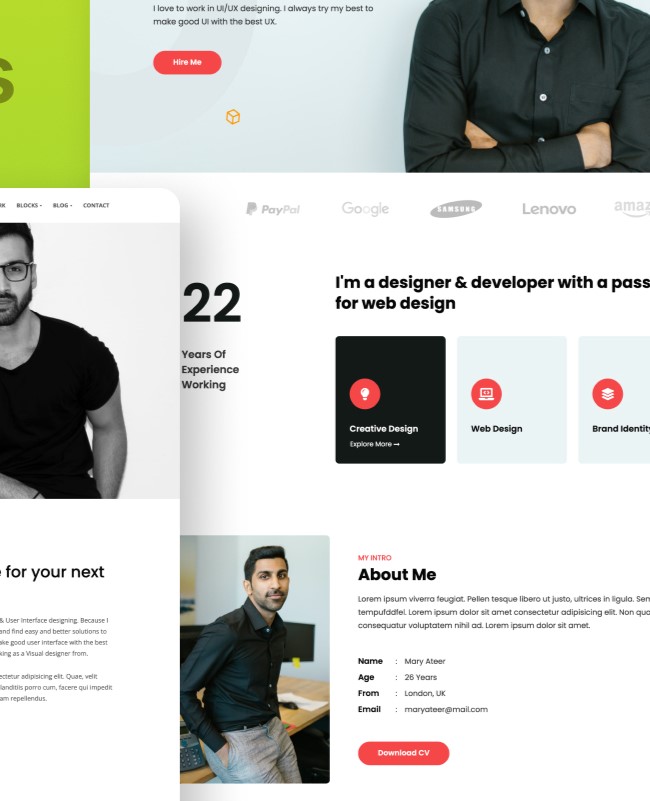 I love to work in UI/UX designing. I always try my best to
make good UI with the best UX.
Hire Me
S
BLOCKS
BLOG
CONTACT
PayPal
Google
SAMSUNG
Lenovo
amaz
22
Years Of
Experience
Working
I'm a designer & developer with a pass
for web design
Creative Design
Explore More →
Web Design
Brand Identity
for your next
& User Interface designing. Because I
and find easy and better solutions to
ake good user interface with the best
king as a Visual designer from.
ectetur adipisicing elit. Quae, velit
landitiis porro cum, facere qui impedit
am repellendus.
MY INTRO
About Me
Lorem ipsum viverra feugiat. Pellen tesque libero ut justo, ultrices in ligula. Sem
tempufddfel. Lorem ipsum dolor sit amet consectetur adipisicing elit. Non quo
consequatur voluptatem nihil ad. Lorem ipsum dolor sit amet.
Name : Mary Ateer
Age : 26 Years
From : London, UK
Email : maryateer@mail.com
Download CV